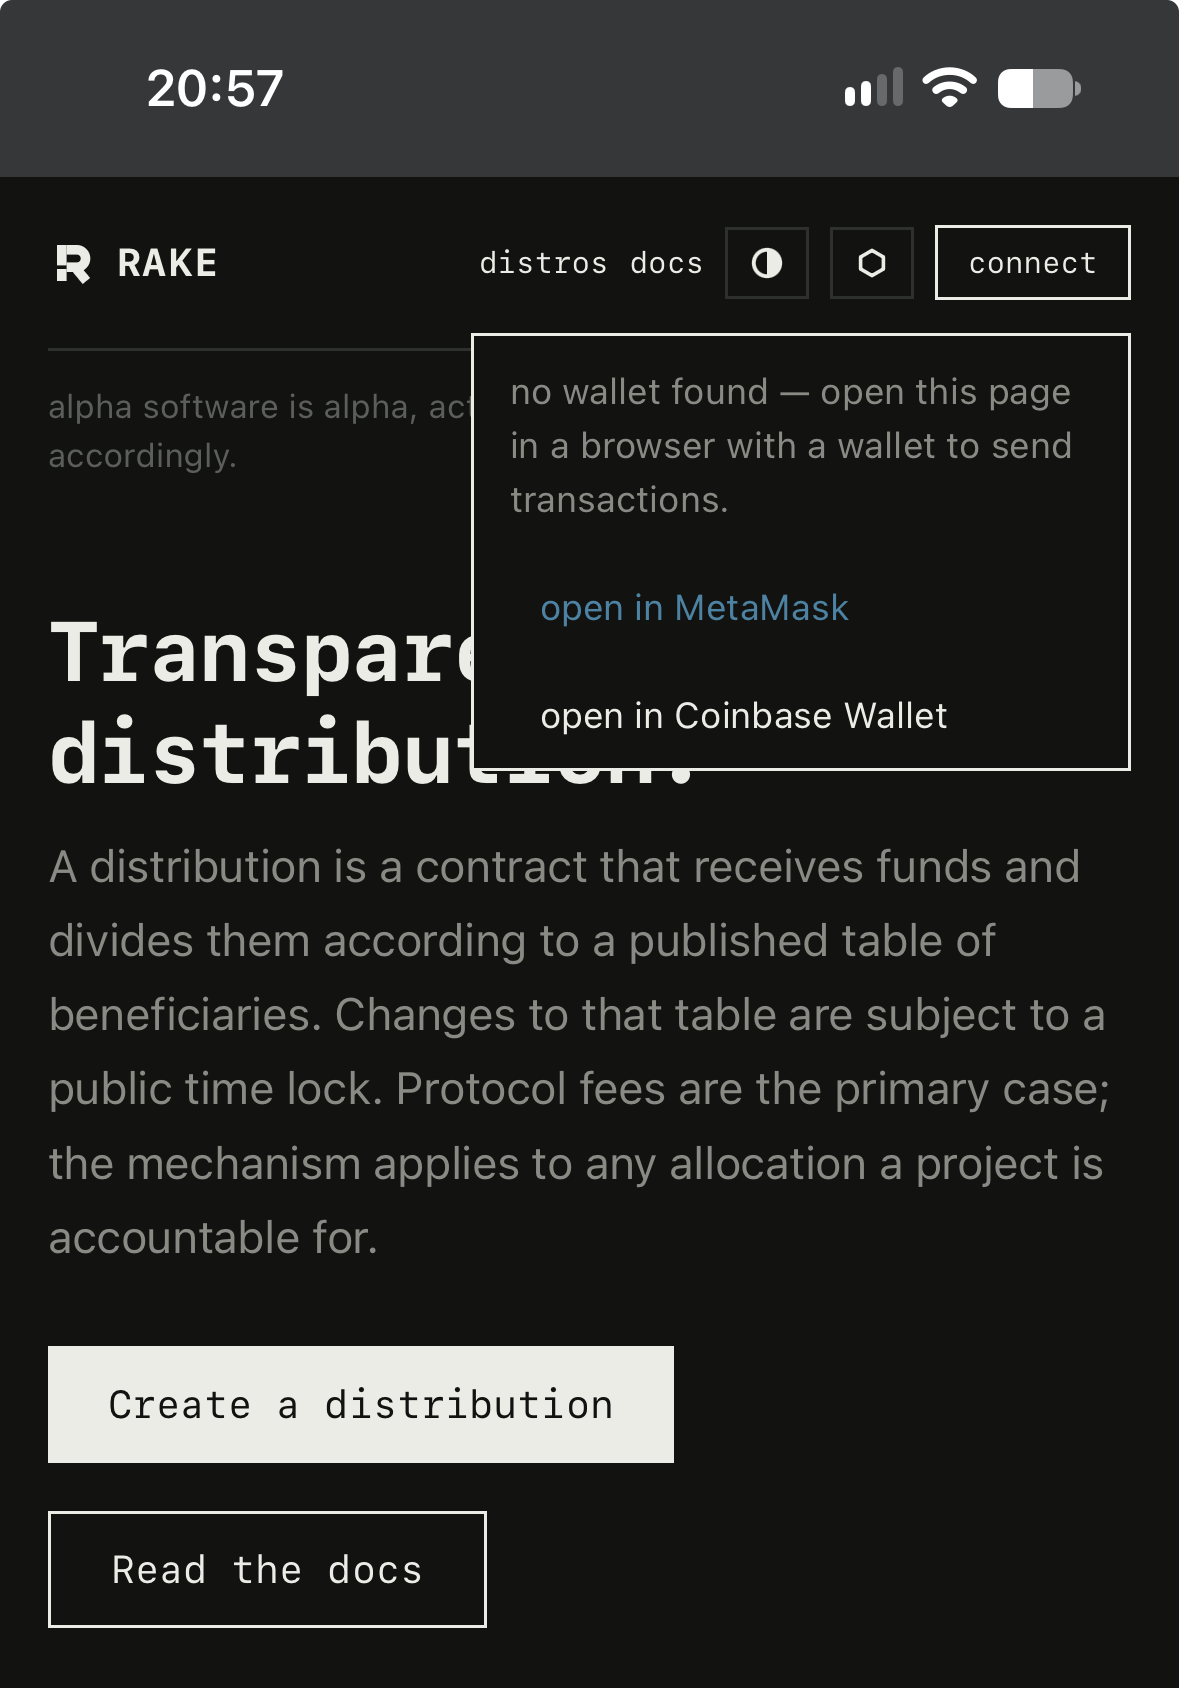 20:57
RAKE
distros docs
connect
alpha software is alpha, act
accordingly.
no wallet found — open this page
in a browser with a wallet to send
transactions.
open in MetaMask
open in Coinbase Wallet
Transpare
distribution.
A distribution is a contract that receives funds and
divides them according to a published table of
beneficiaries. Changes to that table are subject to a
public time lock. Protocol fees are the primary case;
the mechanism applies to any allocation a project is
accountable for.
Create a distribution
Read the docs